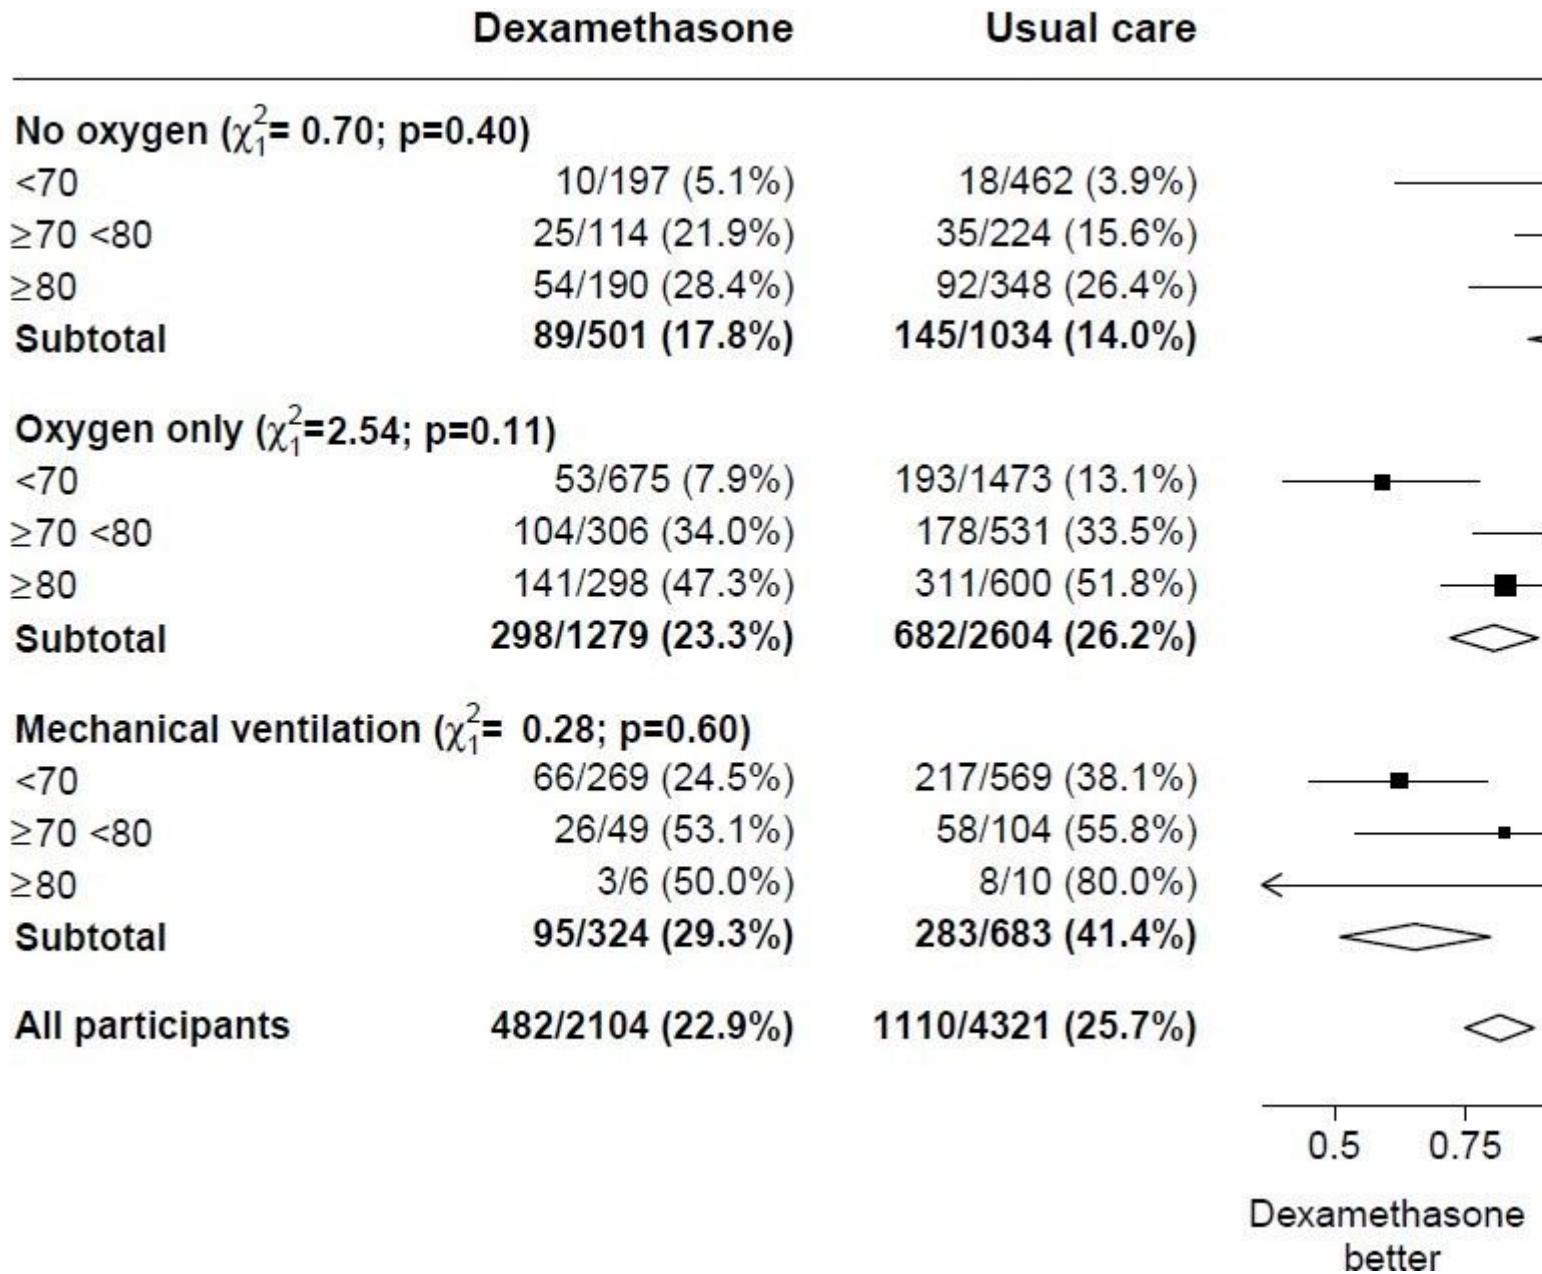 Dexamethasone Usual care
No oxygen (χ²₁= 0.70; p=0.40)
<70 10/197 (5.1%) 18/462 (3.9%)
≥70 <80 25/114 (21.9%) 35/224 (15.6%)
≥80 54/190 (28.4%) 92/348 (26.4%)
Subtotal 89/501 (17.8%) 145/1034 (14.0%)
Oxygen only (χ²₁=2.54; p=0.11)
<70 53/675 (7.9%) 193/1473 (13.1%)
≥70 <80 104/306 (34.0%) 178/531 (33.5%)
≥80 141/298 (47.3%) 311/600 (51.8%)
Subtotal 298/1279 (23.3%) 682/2604 (26.2%)
Mechanical ventilation (χ²₁= 0.28; p=0.60)
<70 66/269 (24.5%) 217/569 (38.1%)
≥70 <80 26/49 (53.1%) 58/104 (55.8%)
≥80 3/6 (50.0%) 8/10 (80.0%)
Subtotal 95/324 (29.3%) 283/683 (41.4%)
All participants 482/2104 (22.9%) 1110/4321 (25.7%)
0.5 0.75
Dexamethasone
better